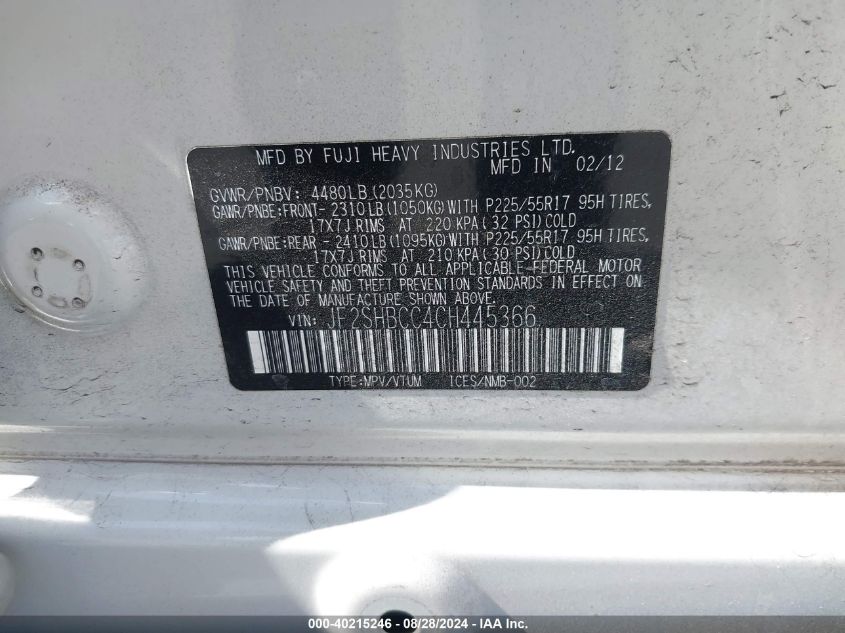 MFD BY FUJI HEAVY INDUSTRIES LTD.
MFD IN 02/12
GVWR/PNBV: 4480LB(2035KG)
GAWR/PNBE:FRONT- 2310LB(1050KG)WITH P225/55R17 95H TIRES,
17X7J RIMS AT 220 KPA(32 PSI)COLD
GAWR/PNBE:REAR - 2410LB(1095KG)WITH P225/55R17 95H TIRES,
17X7J RIMS AT 210 KPA(30 PSI)COLD
THIS VEHICLE CONFORMS TO ALL APPLICABLE FEDERAL MOTOR
VEHICLE SAFETY AND THEFT PREVENTION STANDARDS IN EFFECT ON
THE DATE OF MANUFACTURE SHOWN ABOVE.
VIN: JF2SHBCC4CH445366
TYPE:MPV/VTUM ICES/NMB-002
000-40215246 - 08/28/2024 - www.iaai.com